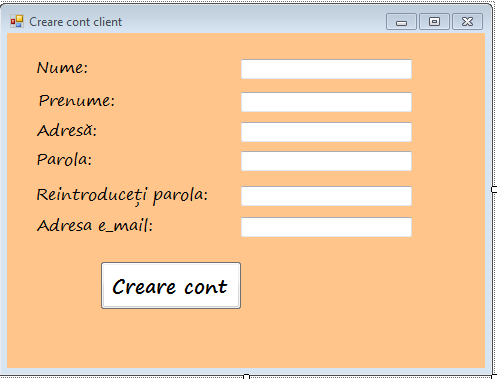 Creare cont client
Nume:
Prenume:
Adresă:
Parola:
Reintroduceți parola:
Adresa e_mail:
Creare cont